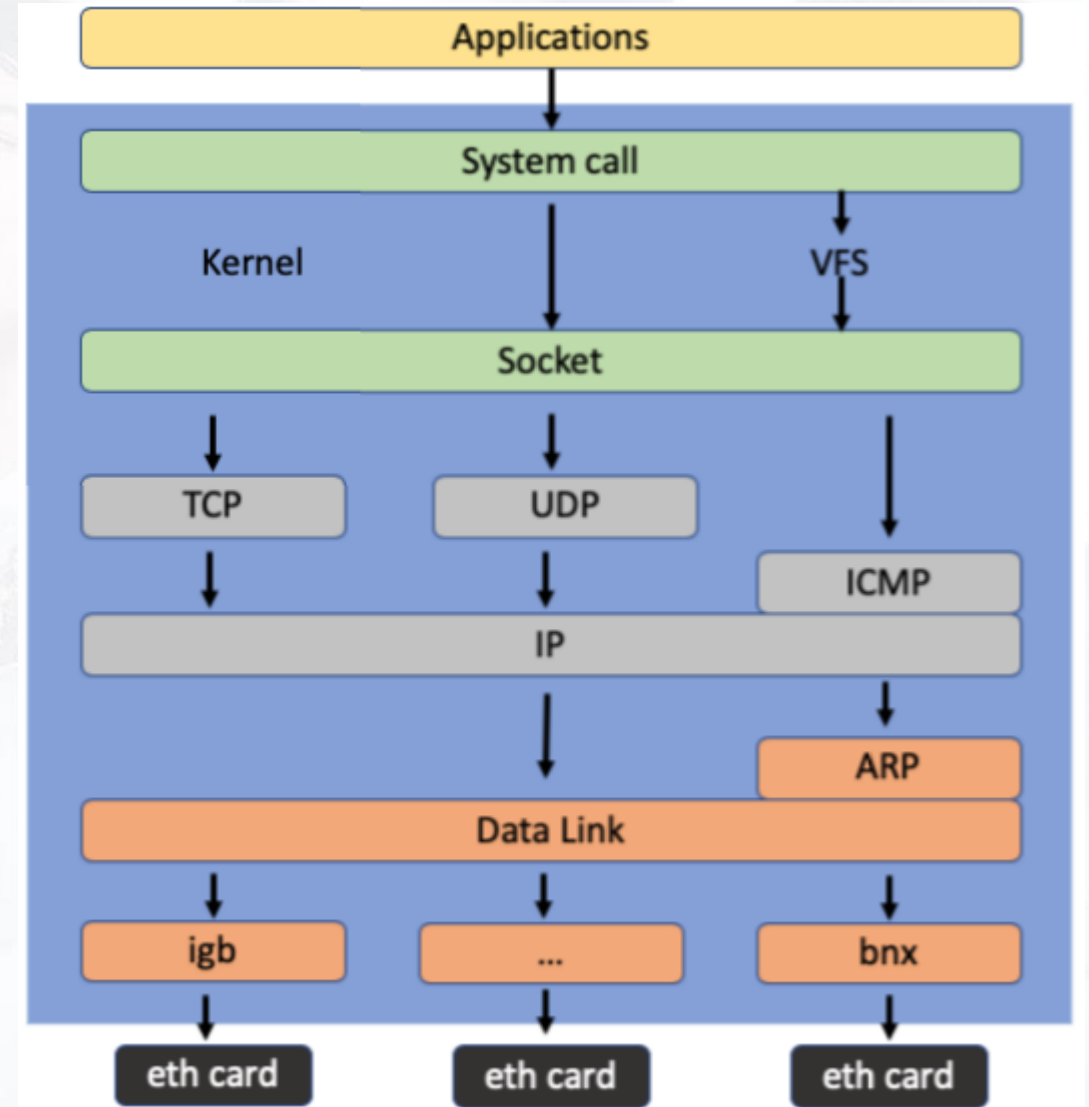 Applications
System call
Kernel
VFS
Socket
TCP
UDP
ICMP
IP
ARP
Data Link
igb
...
bnx
eth card
eth card
eth card